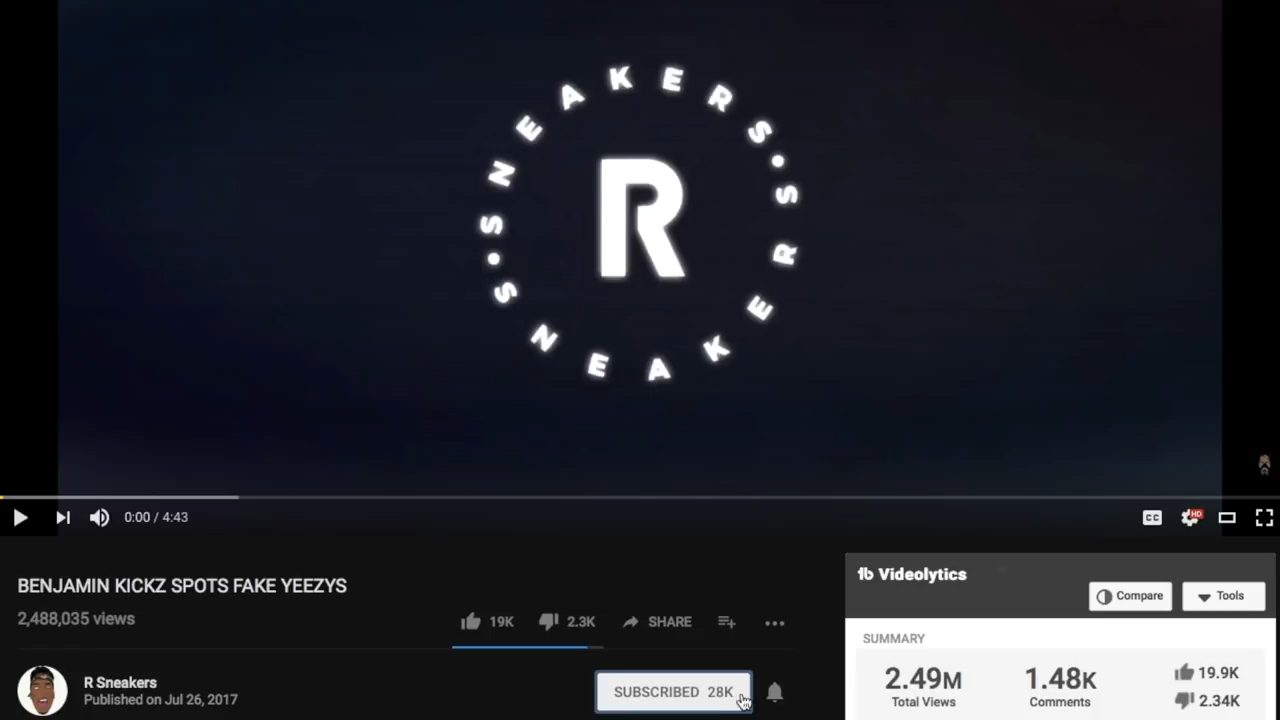 SNEAKERS • SNEAKERS •
R
HD
CC
0:00 / 4:43
BENJAMIN KICKZ SPOTS FAKE YEEZYS
2,488,035 views
19K
2.3K
SHARE
R Sneakers
Published on Jul 26, 2017
SUBSCRIBED 28K
Videolytics
Compare
Tools
SUMMARY
2.49M
Total Views
1.48K
Comments
19.9K
2.34K